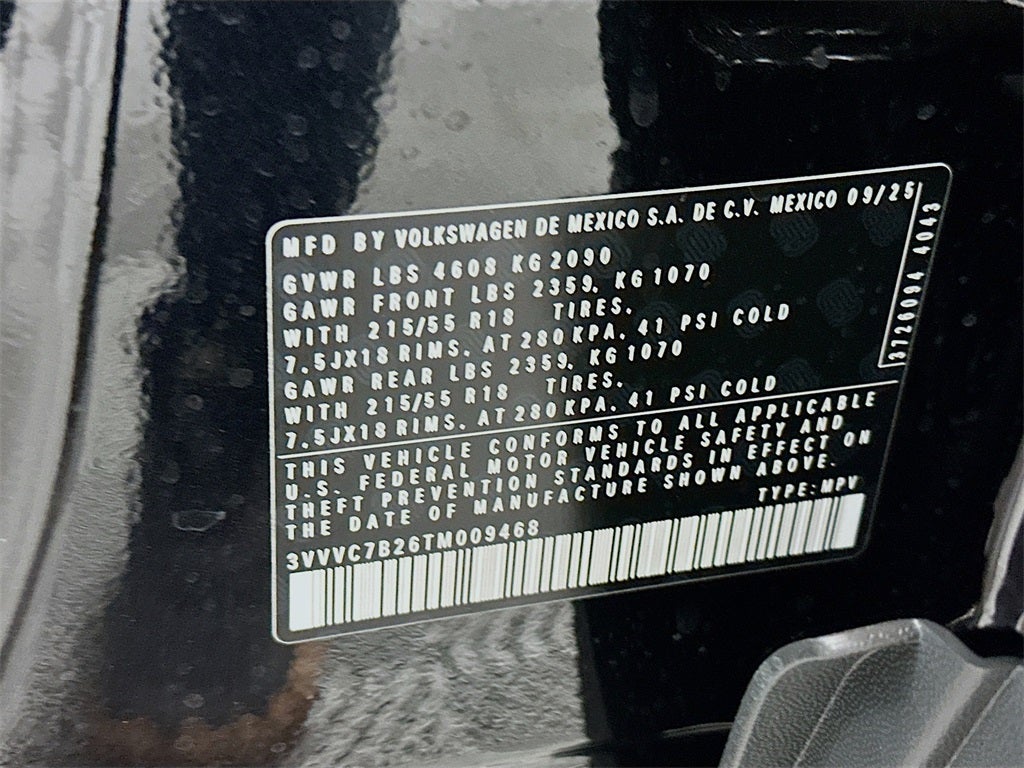 MFD BY VOLKSWAGEN DE MEXICO S.A. DE C.V. MEXICO 09/25
GVWR LBS 4608 KG 2090
GAWR FRONT LBS 2359, KG 1070
WITH 215/55 R18 TIRES,
7.5JX18 RIMS, AT 280 KPA, 41 PSI COLD
GAWR REAR LBS 2359, KG 1070
WITH 215/55 R18 TIRES,
7.5JX18 RIMS, AT 280 KPA, 41 PSI COLD
THIS VEHICLE CONFORMS TO ALL APPLICABLE
U.S. FEDERAL MOTOR VEHICLE SAFETY AND
THEFT PREVENTION STANDARDS IN EFFECT ON
THE DATE OF MANUFACTURE SHOWN ABOVE.
TYPE: MPV
3VVVC7B26TM009468
3726094 4043